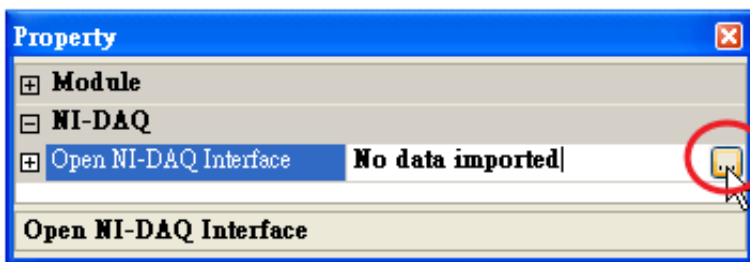 Property
Module
NI-DAQ
Open NI-DAQ Interface No data imported ...
Open NI-DAQ Interface